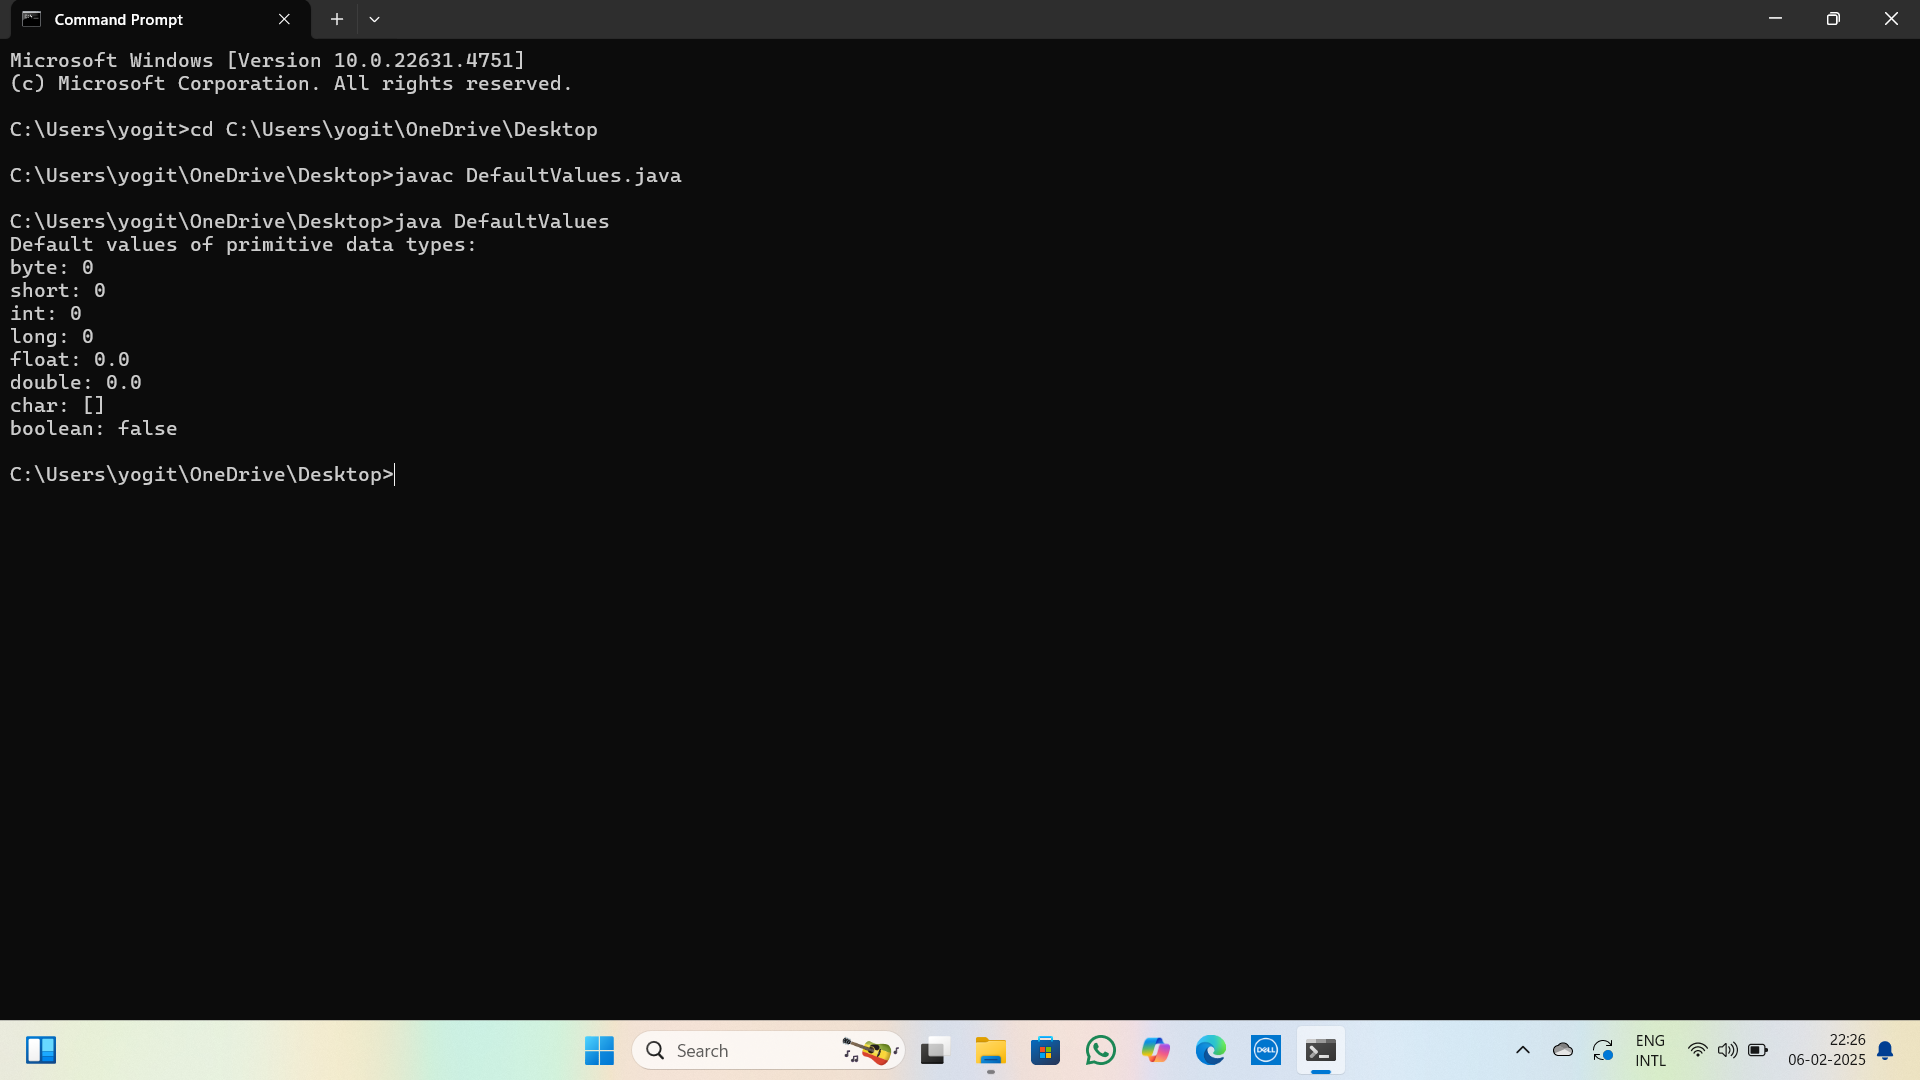 Command Prompt
Microsoft Windows [Version 10.0.22631.4751]
(c) Microsoft Corporation. All rights reserved.
C:\Users\yogit>cd C:\Users\yogit\OneDrive\Desktop
C:\Users\yogit\OneDrive\Desktop>javac DefaultValues.java
C:\Users\yogit\OneDrive\Desktop>java DefaultValues
Default values of primitive data types:
byte: 0
short: 0
int: 0
long: 0
float: 0.0
double: 0.0
char: []
boolean: false
C:\Users\yogit\OneDrive\Desktop>
Search
DELL
ENG
INTL
22:26
06-02-2025